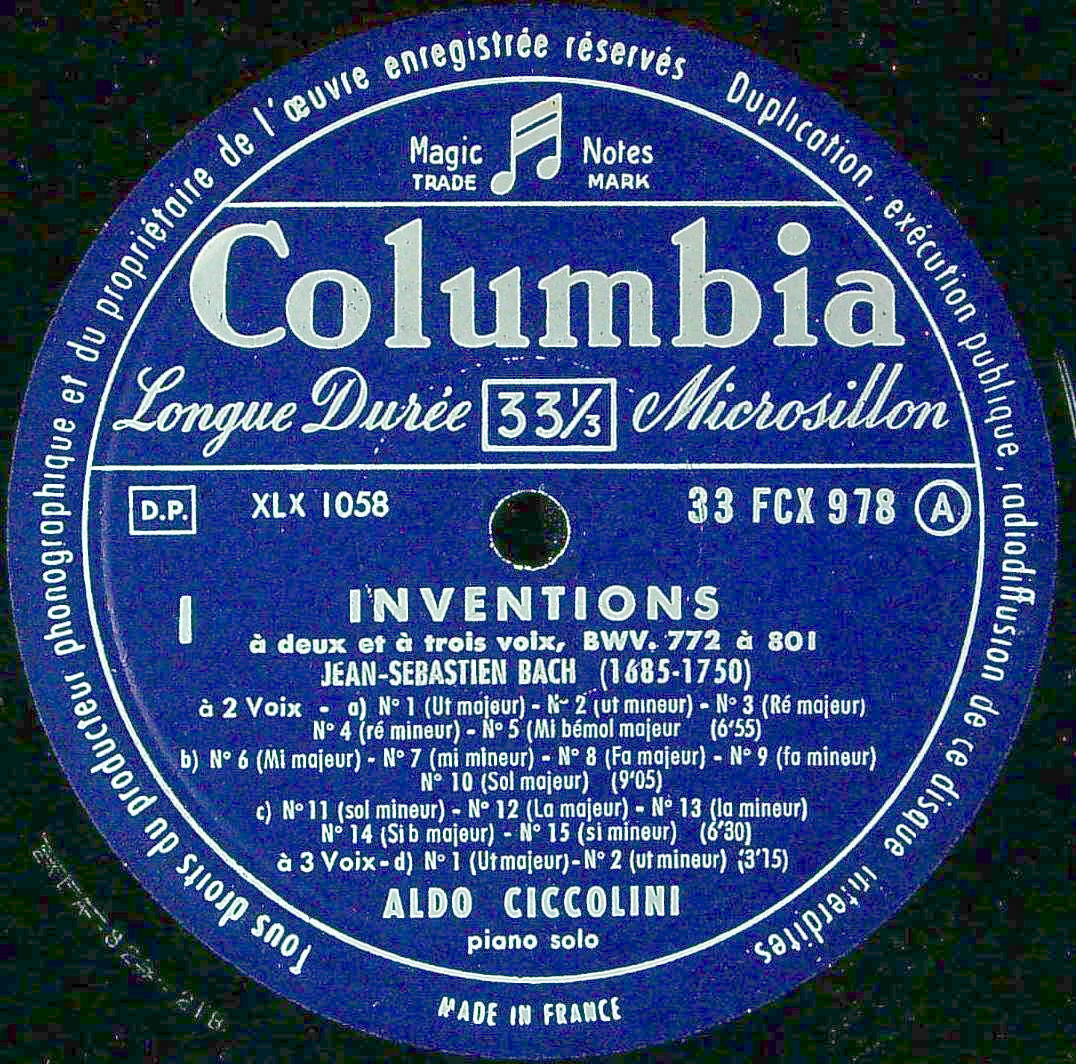 Tous droits du producteur phonographique et du propriétaire de l'œuvre enregistrée réservés Duplication, exécution publique, radiodiffusion de ce disque interdites.
Magic Notes
TRADE MARK
Columbia
Longue Durée 33⅓ Microsillon
D.P. XLX 1058 33 FCX 978 A
I INVENTIONS
à deux et à trois voix, BWV. 772 à 801
JEAN-SEBASTIEN BACH (1685-1750)
à 2 Voix - a) N° 1 (Ut majeur) - N° 2 (ut mineur) - N° 3 (Ré majeur)
N° 4 (ré mineur) - N° 5 (Mi bémol majeur (6'55)
b) N° 6 (Mi majeur) - N° 7 (mi mineur) - N° 8 (Fa majeur) - N° 9 (fa mineur)
N° 10 (Sol majeur) (9'05)
c) N° 11 (sol mineur) - N° 12 (La majeur) - N° 13 (la mineur)
N° 14 (Si b majeur) - N° 15 (si mineur) (6'30)
à 3 Voix - d) N° 1 (Ut majeur) - N° 2 (ut mineur) (3'15)
ALDO CICCOLINI
piano solo
MADE IN FRANCE